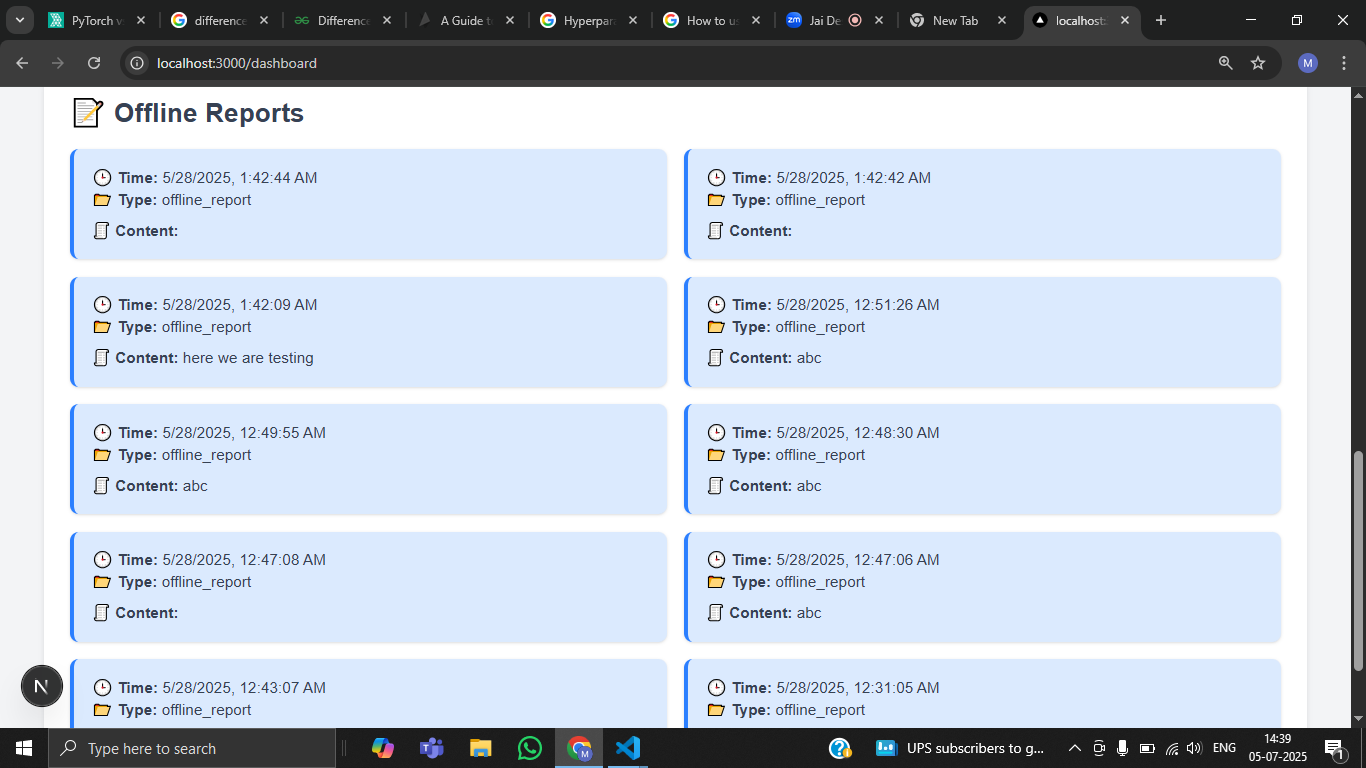 PyTorch v
difference
Difference
A Guide t
Hyperpar
How to u
Jai De
New Tab
localhost:
localhost:3000/dashboard
M
Offline Reports
Time: 5/28/2025, 1:42:44 AM
Type: offline_report
Content:
Time: 5/28/2025, 1:42:42 AM
Type: offline_report
Content:
Time: 5/28/2025, 1:42:09 AM
Type: offline_report
Content: here we are testing
Time: 5/28/2025, 12:51:26 AM
Type: offline_report
Content: abc
Time: 5/28/2025, 12:49:55 AM
Type: offline_report
Content: abc
Time: 5/28/2025, 12:48:30 AM
Type: offline_report
Content: abc
Time: 5/28/2025, 12:47:08 AM
Type: offline_report
Content:
Time: 5/28/2025, 12:47:06 AM
Type: offline_report
Content: abc
Time: 5/28/2025, 12:43:07 AM
Type: offline_report
Time: 5/28/2025, 12:31:05 AM
Type: offline_report
N
Type here to search
UPS subscribers to g...
ENG
14:39
05-07-2025
1